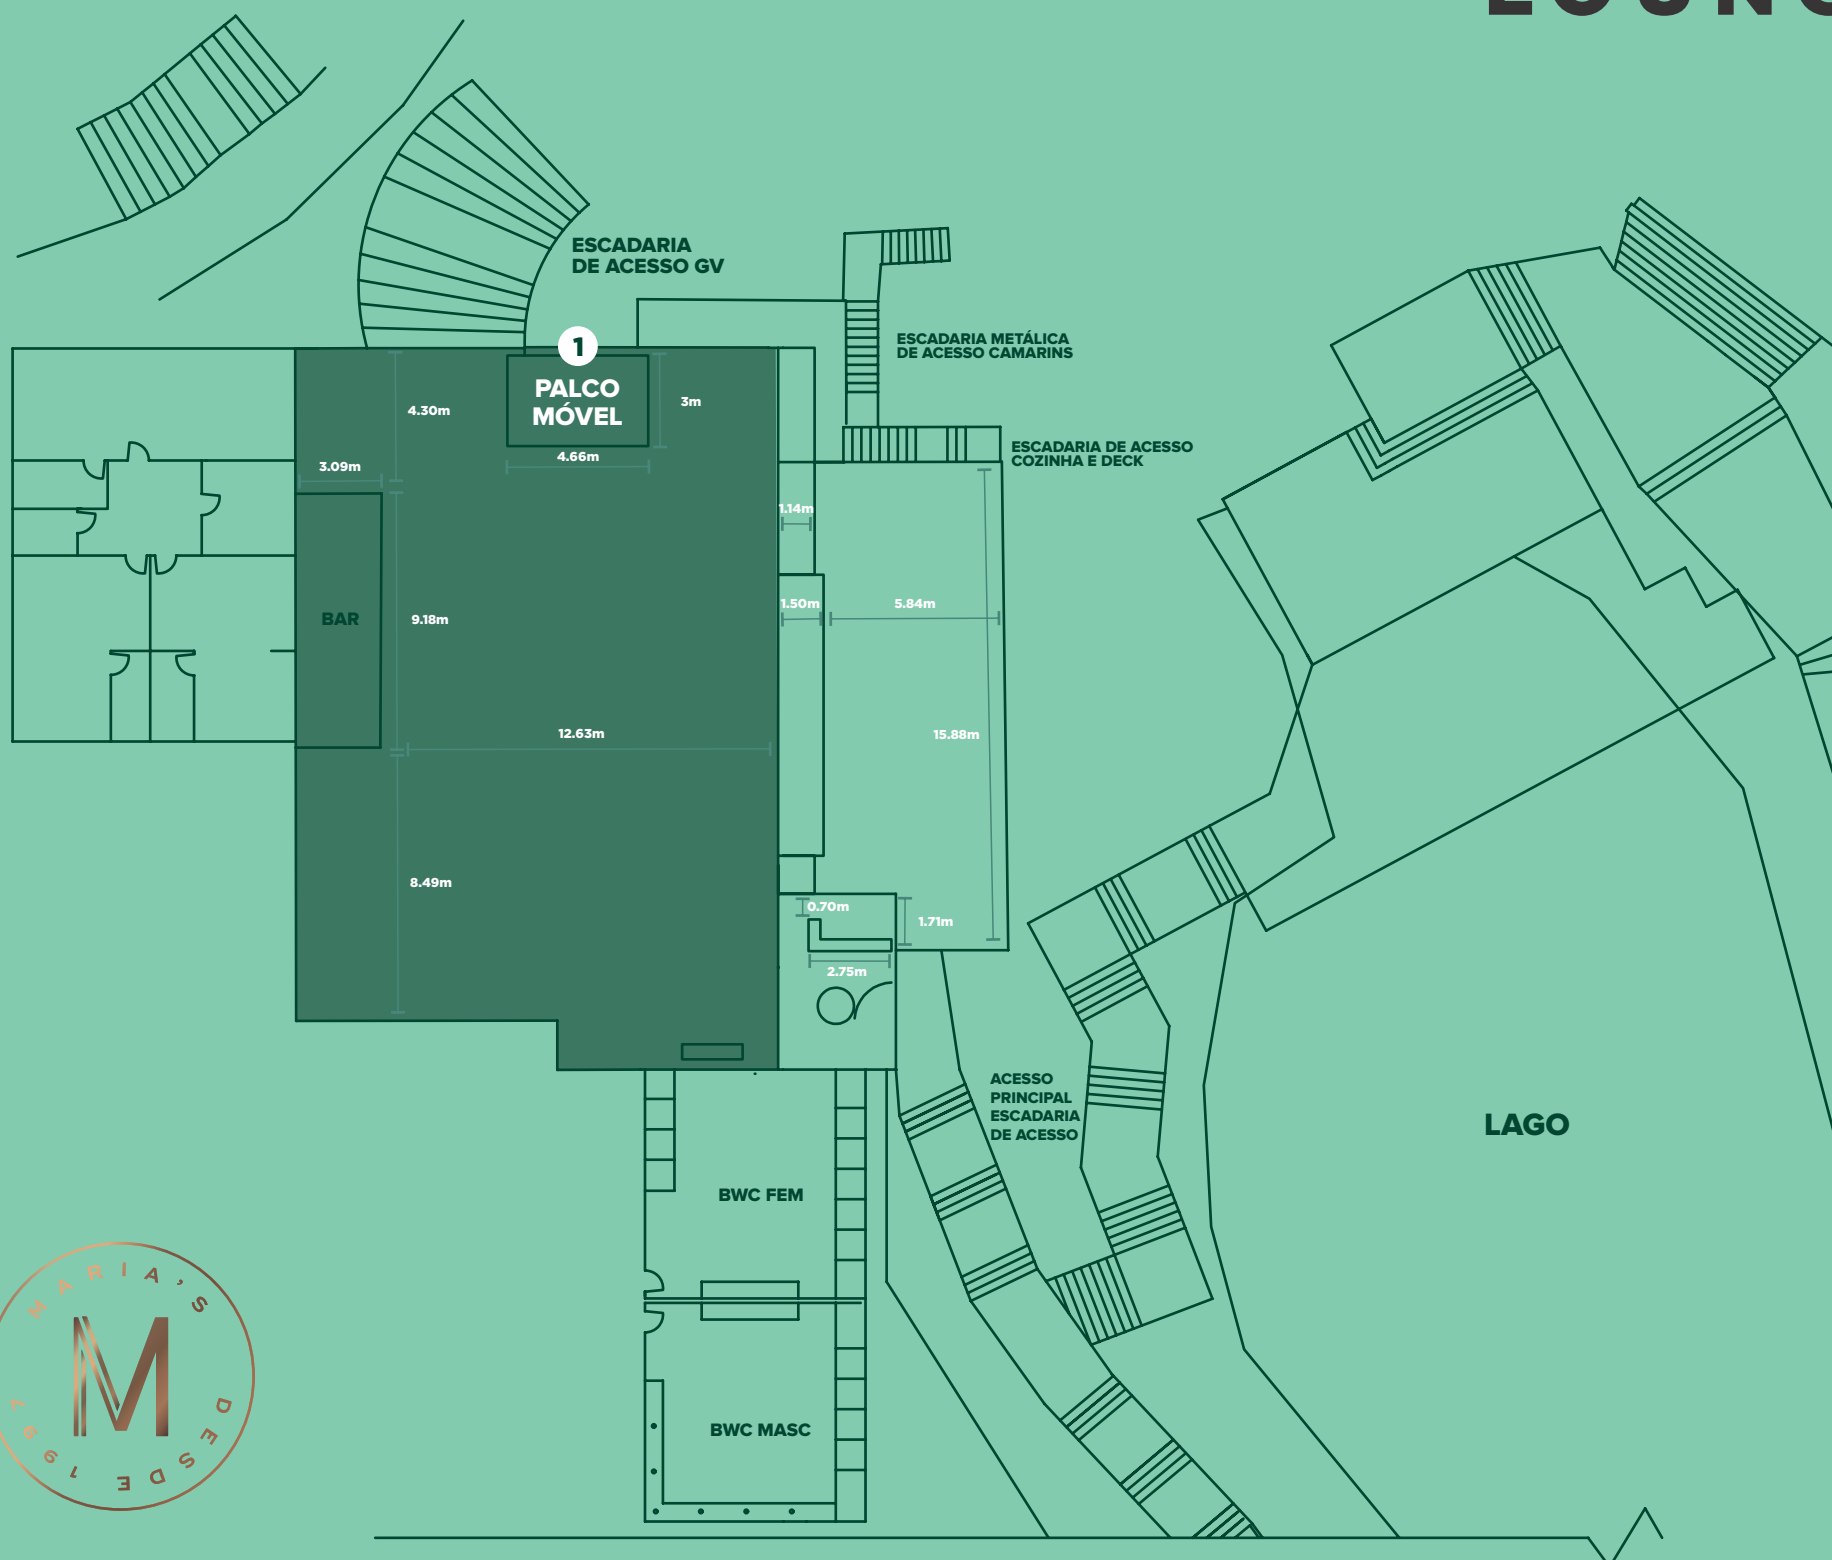 LOUNG
ESCADARIA
DE ACESSO GV
ESCADARIA METÁLICA
DE ACESSO CAMARINS
1
PALCO
MÓVEL
3m
4.30m
4.66m
3.09m
ESCADARIA DE ACESSO
COZINHA E DECK
1.14m
1.50m
5.84m
BAR
9.18m
12.63m
15.88m
8.49m
0.70m
1.71m
2.75m
ACESSO
PRINCIPAL
ESCADARIA
DE ACESSO
LAGO
BWC FEM
BWC MASC
MARIA'S
M
DESDE 1997